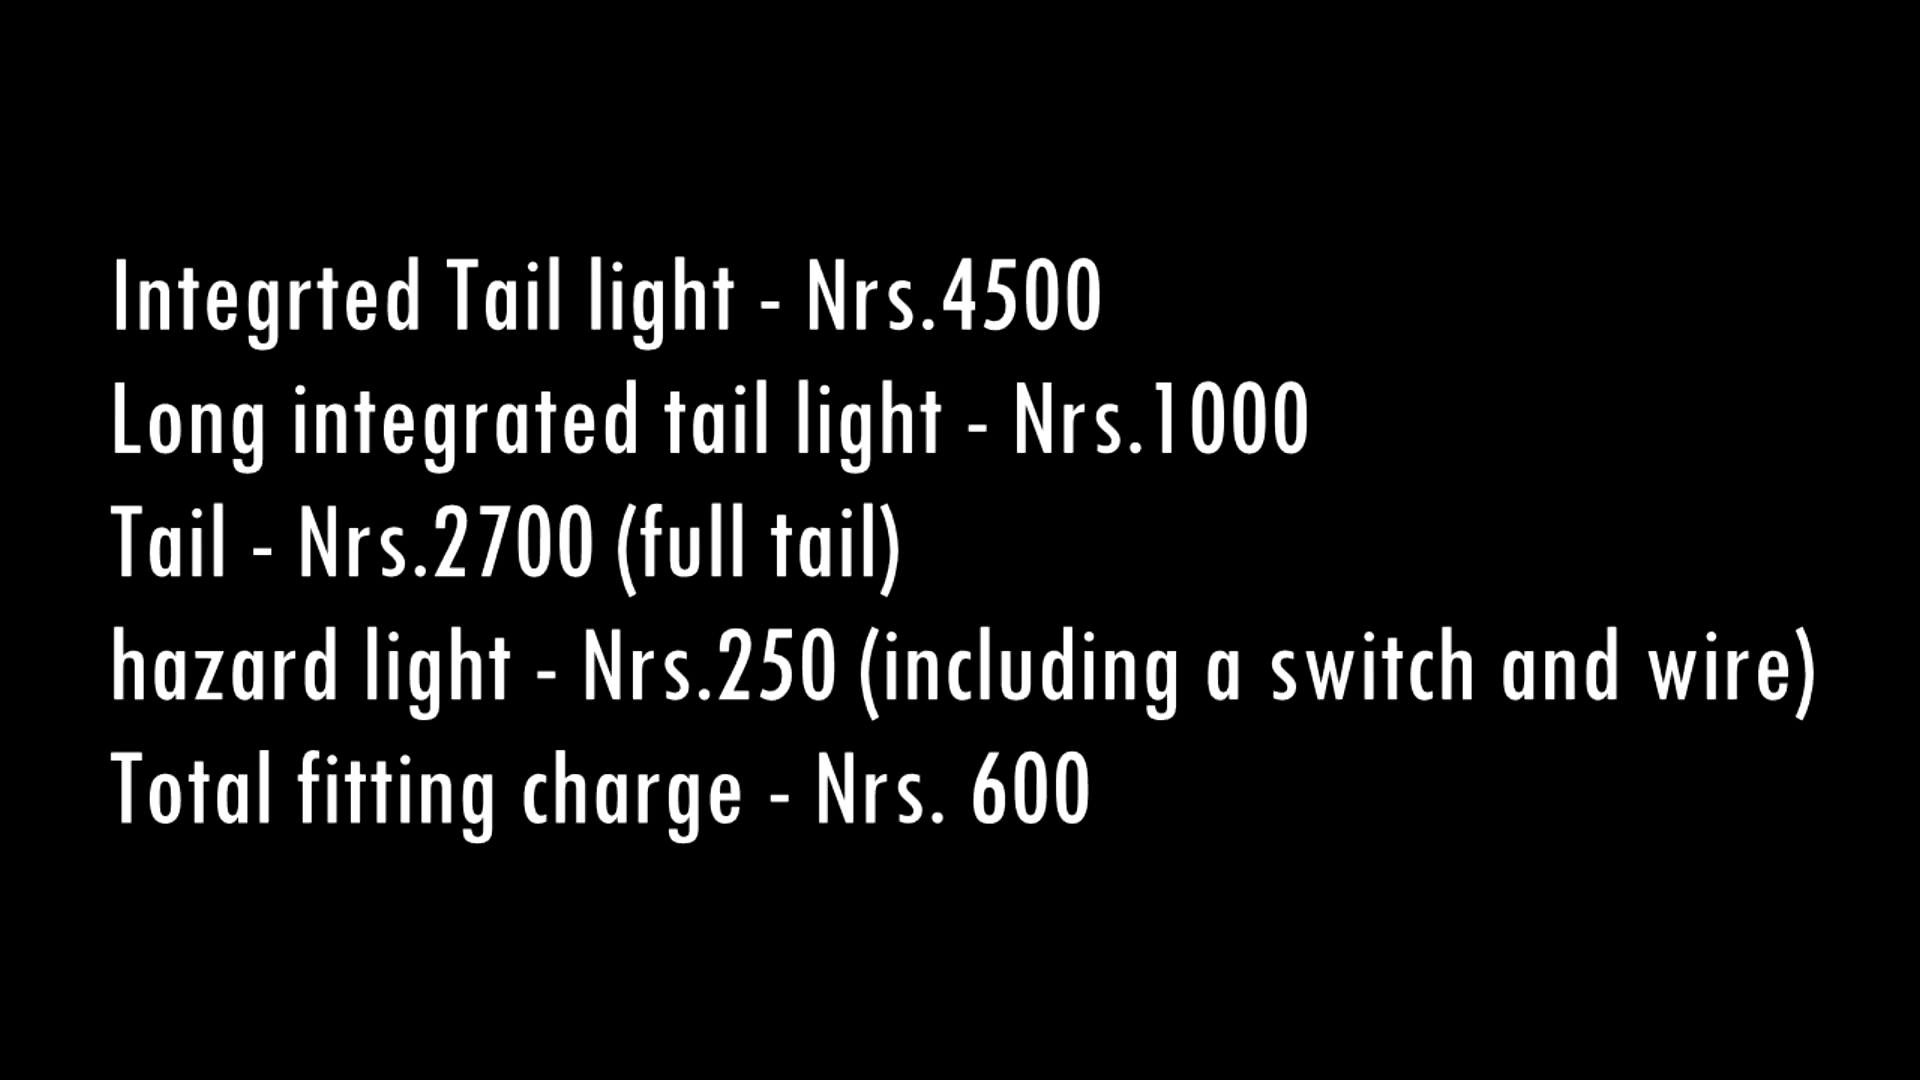 Integrted Tail light - Nrs.4500
Long integrated tail light - Nrs.1000
Tail - Nrs.2700 (full tail)
hazard light - Nrs.250 (including a switch and wire)
Total fitting charge - Nrs. 600